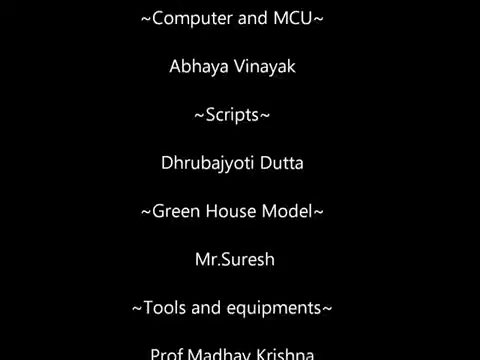 ~Computer and MCU~
Abhaya Vinayak
~Scripts~
Dhrubajyoti Dutta
~Green House Model~
Mr.Suresh
~Tools and equipments~
Prof.Madhav Krishna